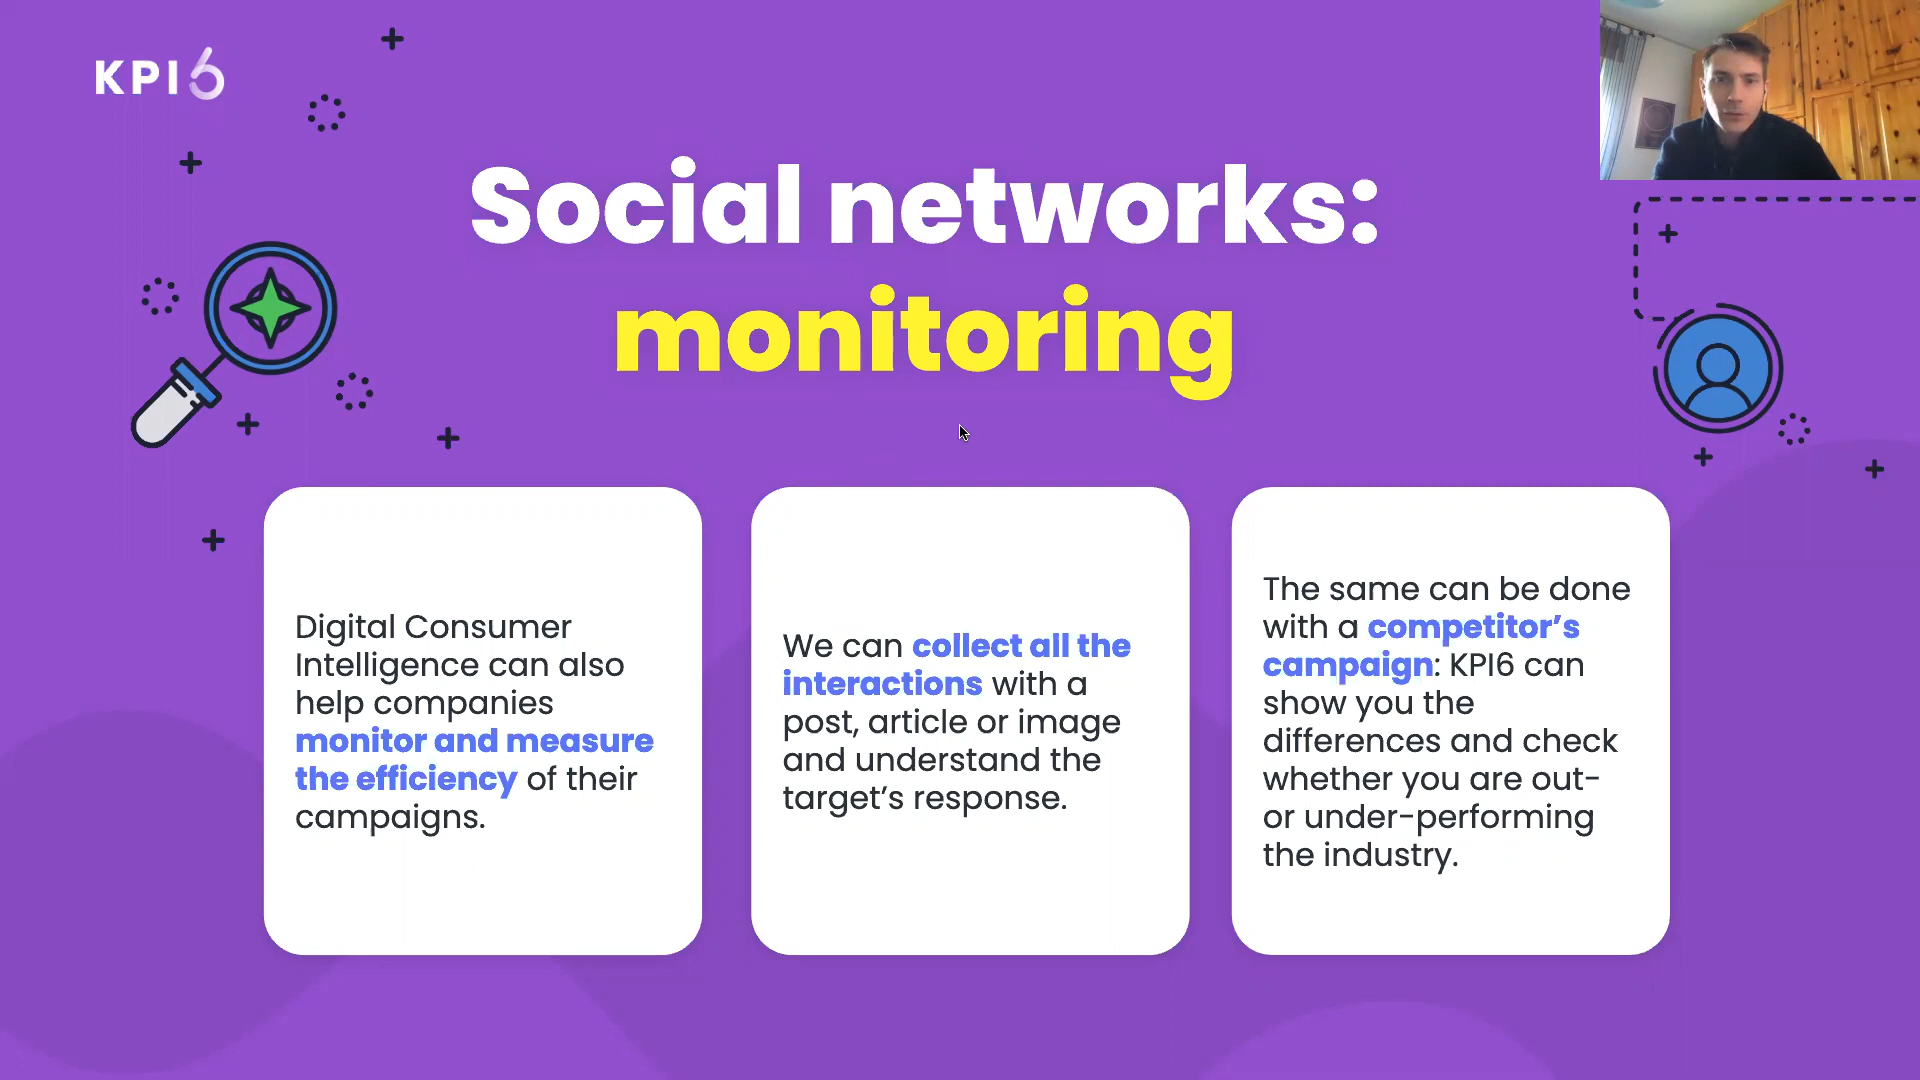 KPI6
Social networks:
monitoring
Digital Consumer
Intelligence can also
help companies
monitor and measure
the efficiency of their
campaigns.
We can collect all the
interactions with a
post, article or image
and understand the
target’s response.
The same can be done
with a competitor’s
campaign: KPI6 can
show you the
differences and check
whether you are out-
or under-performing
the industry.